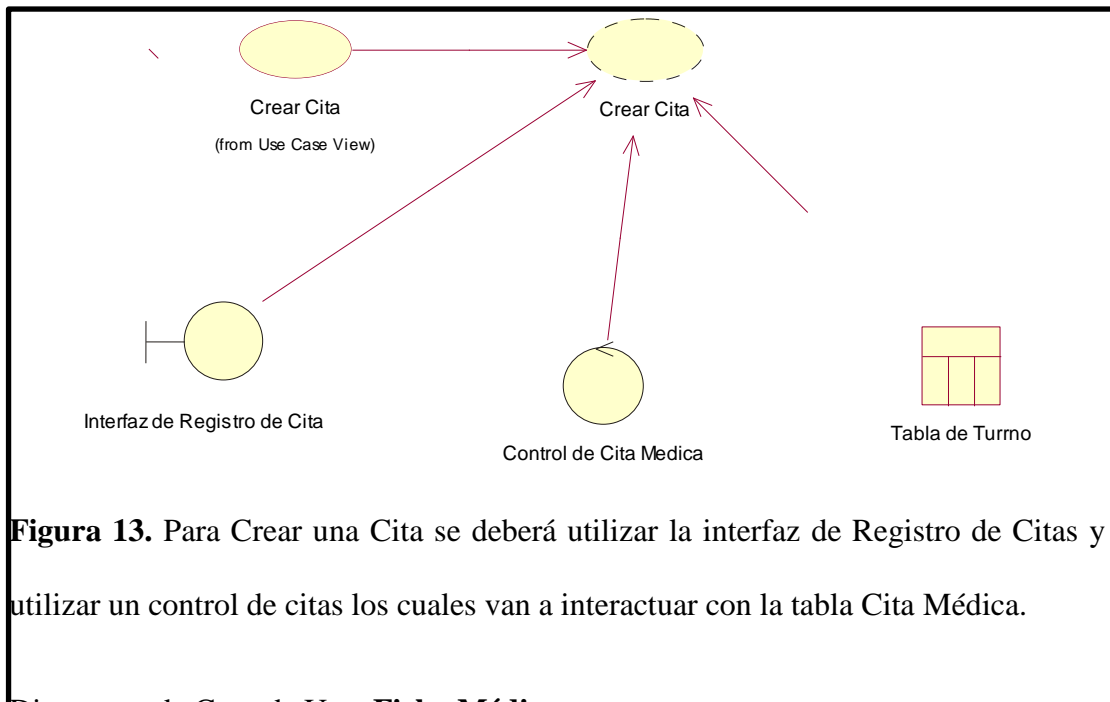 Crear Cita
(from Use Case View)
Crear Cita
Interfaz de Registro de Cita
Control de Cita Medica
Tabla de Turrno
Figura 13. Para Crear una Cita se deberá utilizar la interfaz de Registro de Citas y
utilizar un control de citas los cuales van a interactuar con la tabla Cita Médica.